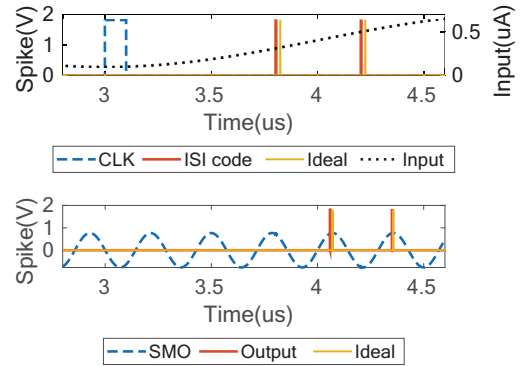 2
1
0
Spike(V)
0.5
0
Input(uA)
3
3.5
4
4.5
Time(us)
CLK ISI code Ideal Input
2
1
0
Spike(V)
3
3.5
4
4.5
Time(us)
SMO Output Ideal